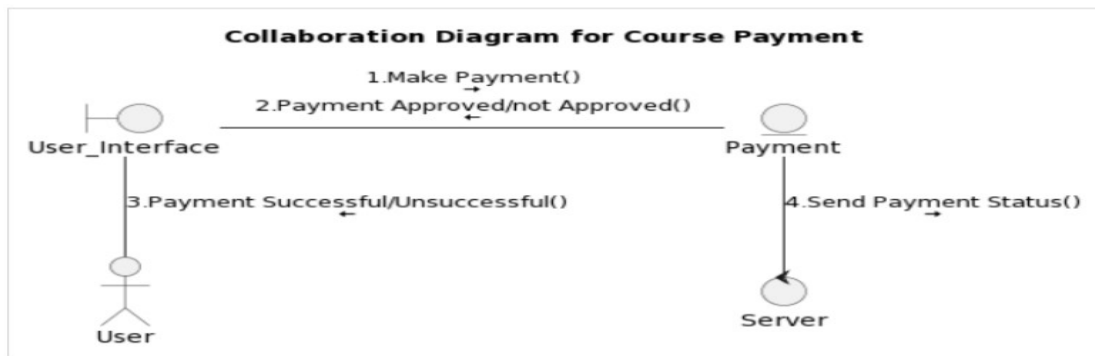 Collaboration Diagram for Course Payment
1.Make Payment()
2.Payment Approved/not Approved()
User_Interface
Payment
3.Payment Successful/Unsuccessful()
4.Send Payment Status()
Server
User